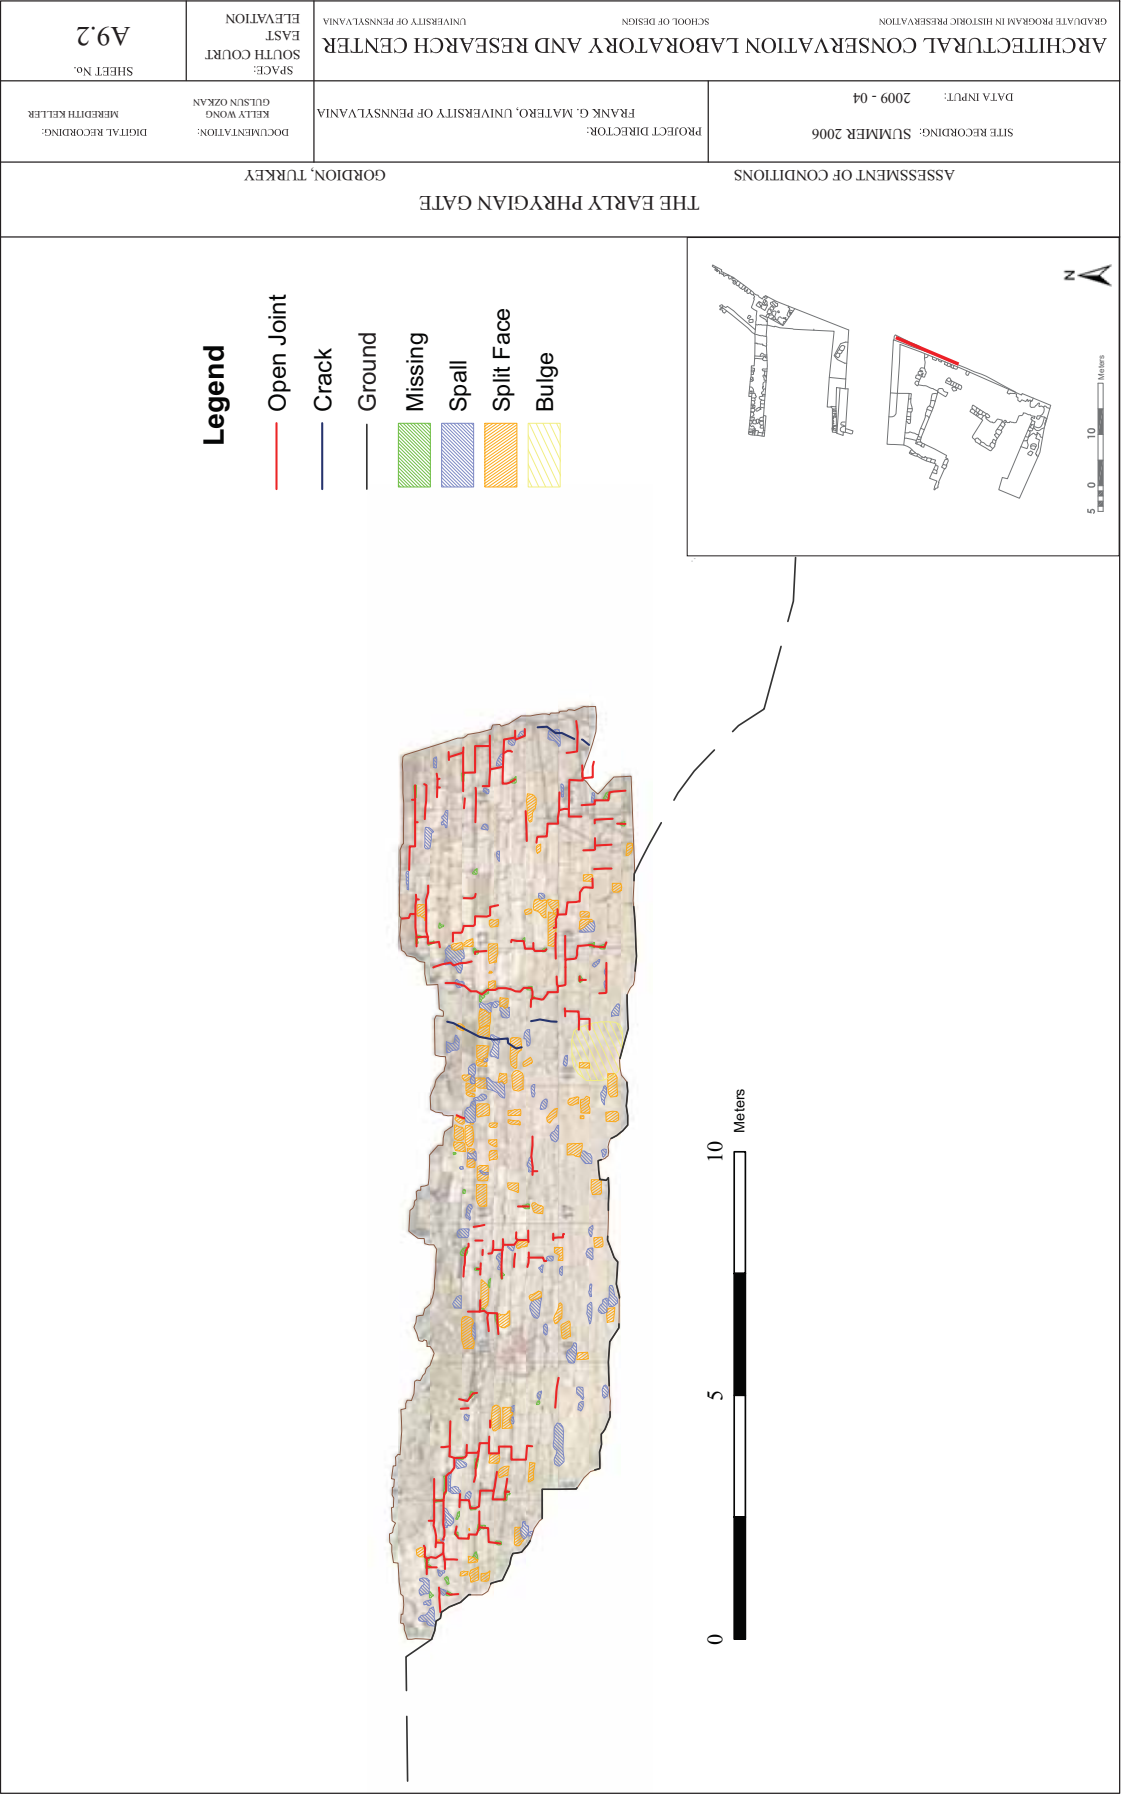 THE EARLY PHRYGIAN GATE
ASSESSMENT OF CONDITIONS
GORDION, TURKEY
SITE RECORDING: SUMMER 2006
DATA INPUT: 2009 - 04
PROJECT DIRECTOR:
FRANK G. MATERO, UNIVERSITY OF PENNSYLVANIA
DOCUMENTATION:
KELLY WONG
GULSUN OZKAN
DIGITAL RECORDING:
MEREDITH KELLER
ARCHITECTURAL CONSERVATION LABORATORY AND RESEARCH CENTER
GRADUATE PROGRAM IN HISTORIC PRESERVATION
SCHOOL OF DESIGN
UNIVERSITY OF PENNSYLVANIA
SPACE:
SOUTH COURT
EAST
ELEVATION
SHEET No.
A9.2
Legend
Open Joint
Crack
Ground
Missing
Spall
Split Face
Bulge
N
5 0 10 Meters
0 5 10 Meters